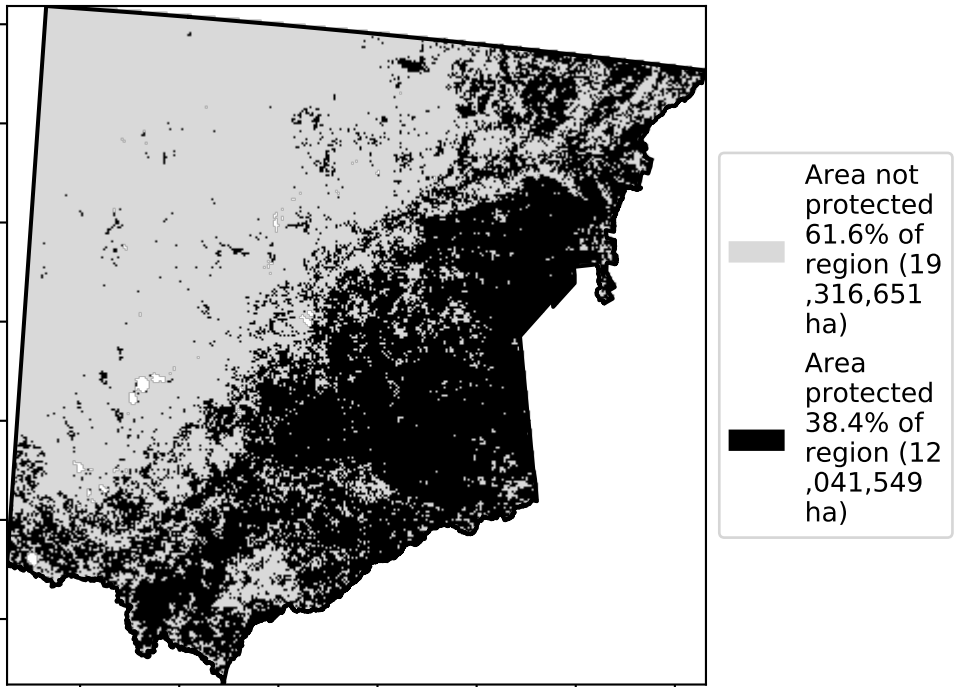 Area not
protected
61.6% of
region (19
,316,651
ha)
Area
protected
38.4% of
region (12
,041,549
ha)